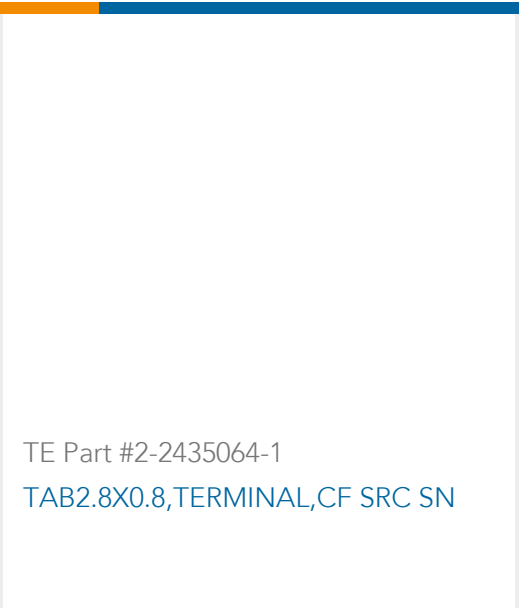 TE Part #2-2435064-1
TAB2.8X0.8,TERMINAL,CF SRC SN